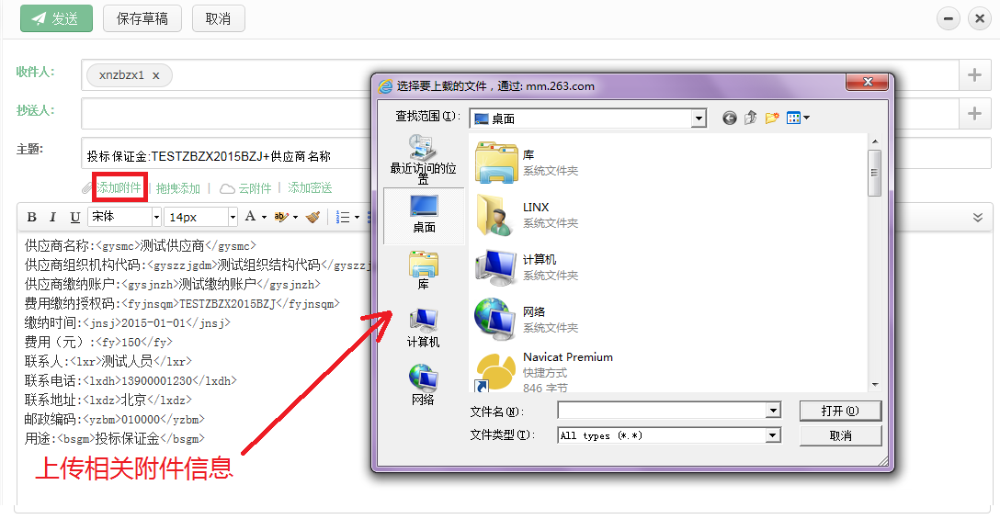 发送 保存草稿 取消
收件人: xnzbzx1 x
抄送人:
主题: 投标保证金:TESTZBZX2015BZJ+供应商名称
添加附件 | 拖拽添加 | 云附件 | 添加密送
B I U 宋体 14px A ab
供应商名称:<gysmc>测试供应商</gysmc>
供应商组织机构代码:<gyszzjgdm>测试组织结构代码</gyszzj
供应商缴纳账户:<gysjnzh>测试缴纳账户</gysjnzh>
费用缴纳授权码:<fyjnsqm>TESTZBZX2015BZJ</fyjnsqm>
缴纳时间:<jnsj>2015-01-01</jnsj>
费用（元）:<fy>150</fy>
联系人:<lxr>测试人员</lxr>
联系电话:<lxdh>13900001230</lxdh>
联系地址:<lxdz>北京</lxdz>
邮政编码:<yzbm>010000</yzbm>
用途:<bsgm>投标保证金</bsgm>
上传相关附件信息
选择要上载的文件，通过: mm.263.com
查找范围(I): 桌面
最近访问的位
置
桌面
库
计算机
网络
库
系统文件夹
LINX
系统文件夹
计算机
系统文件夹
网络
系统文件夹
Navicat Premium
快捷方式
846 字节
文件名(N): 打开(O)
文件类型(T): All types (*.*) 取消